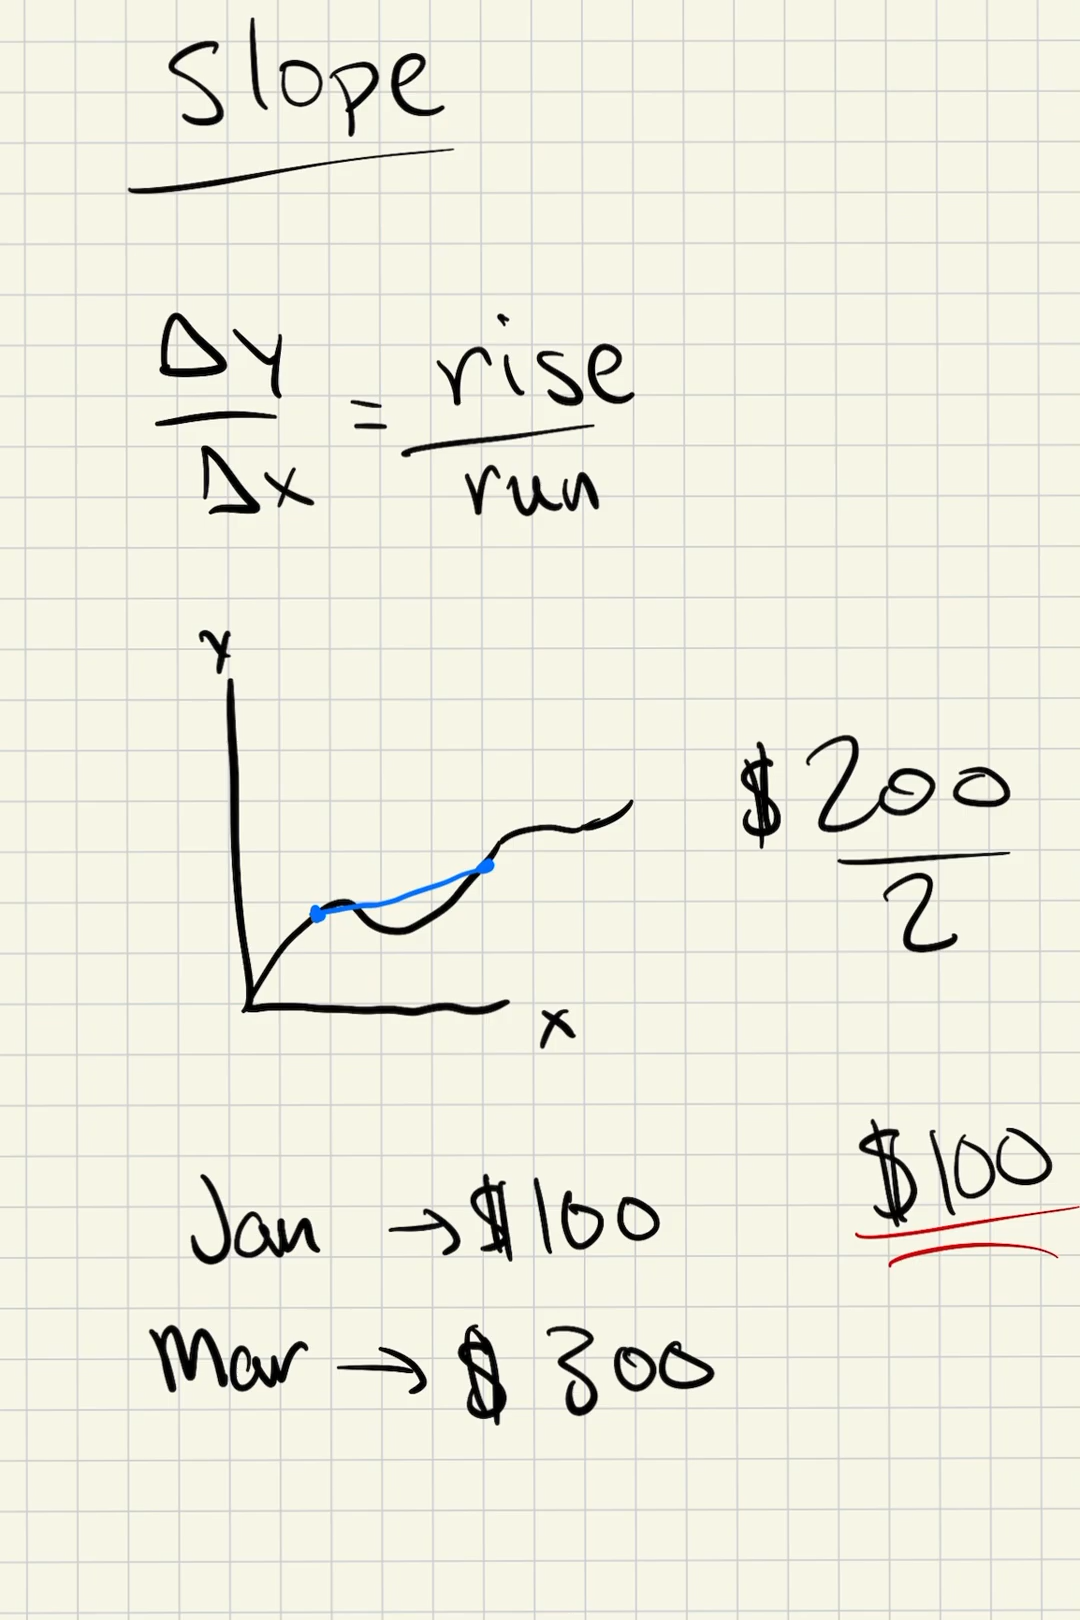 Slope
Δy
Δx
=
rise
run
Y
X
$200
2
$100
Jan → $100
Mar → $300